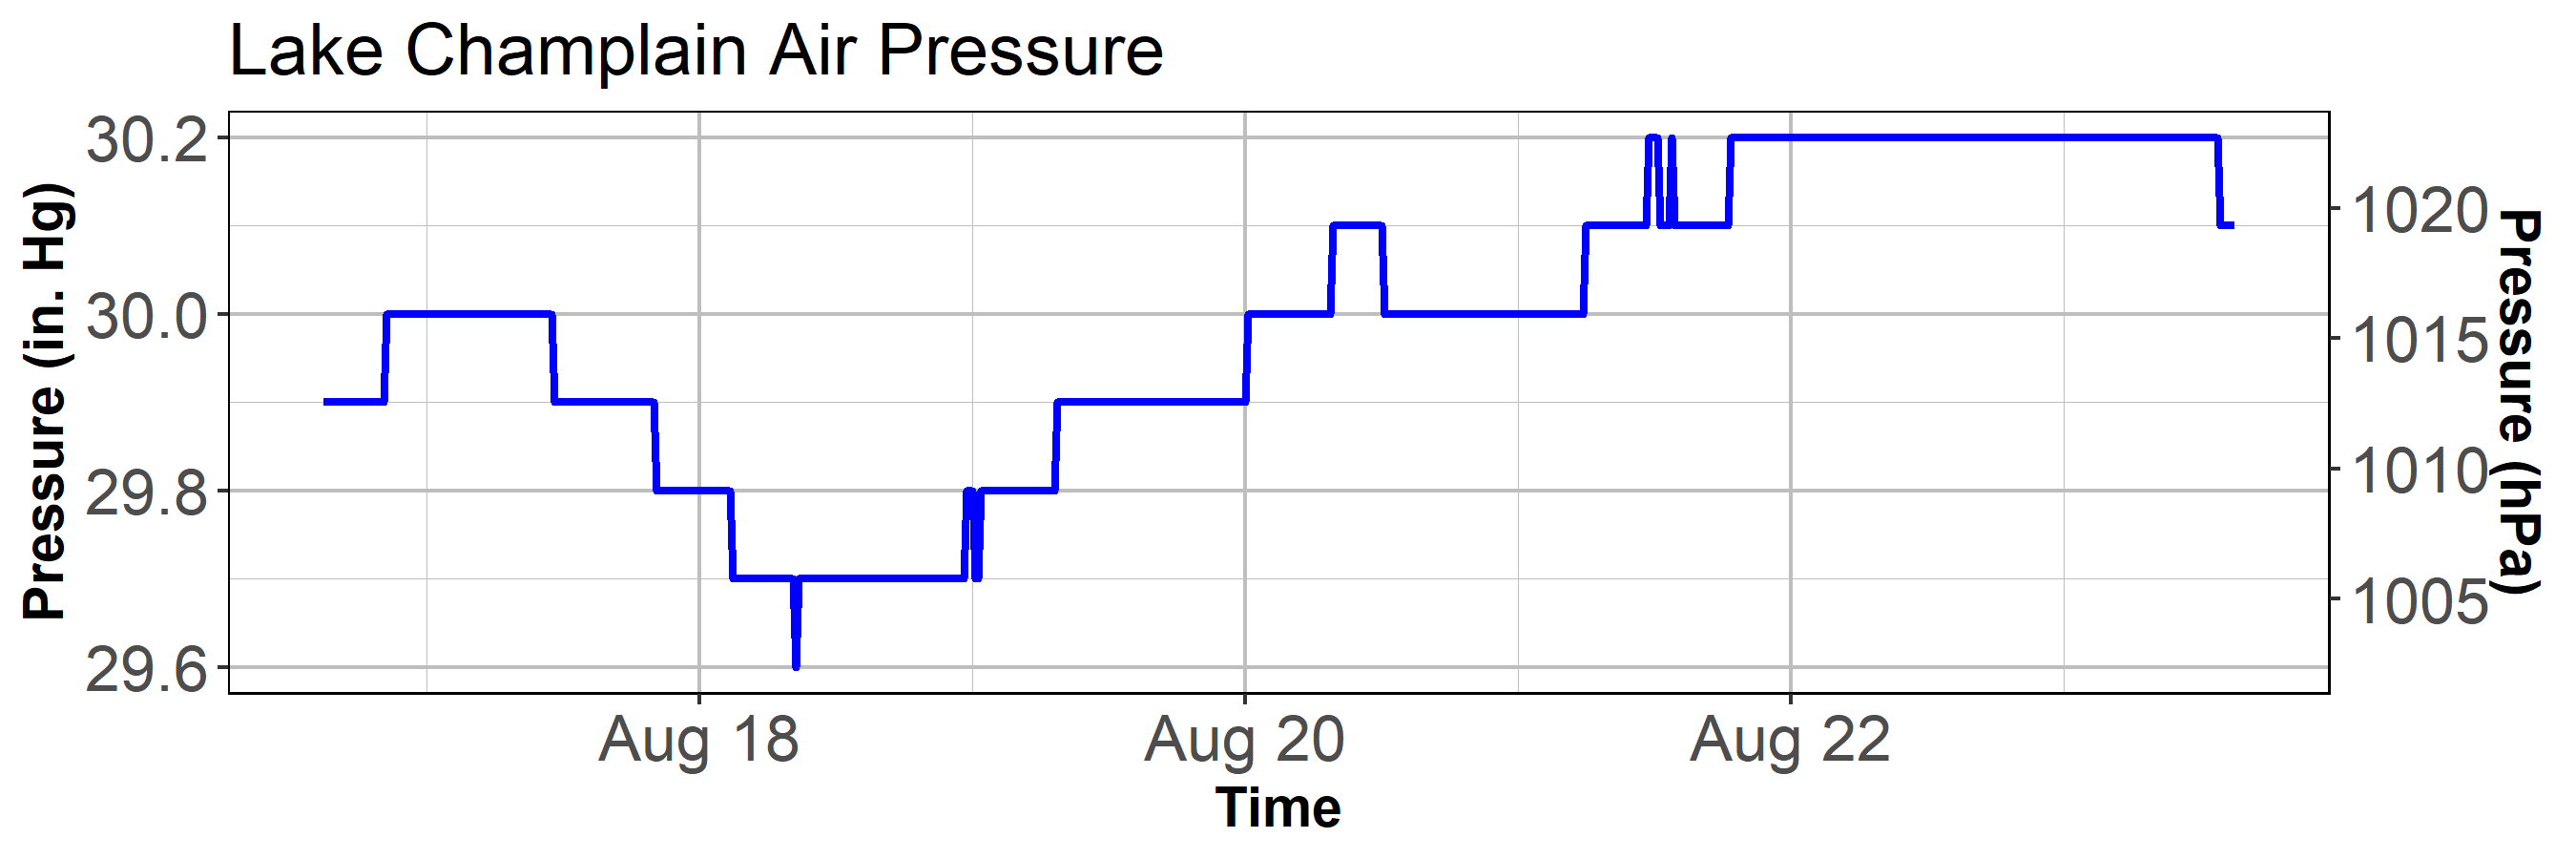 Lake Champlain Air Pressure
Pressure (in. Hg)
30.2
30.0
29.8
29.6
1020
1015
1010
1005
Pressure (hPa)
Aug 18
Aug 20
Aug 22
Time